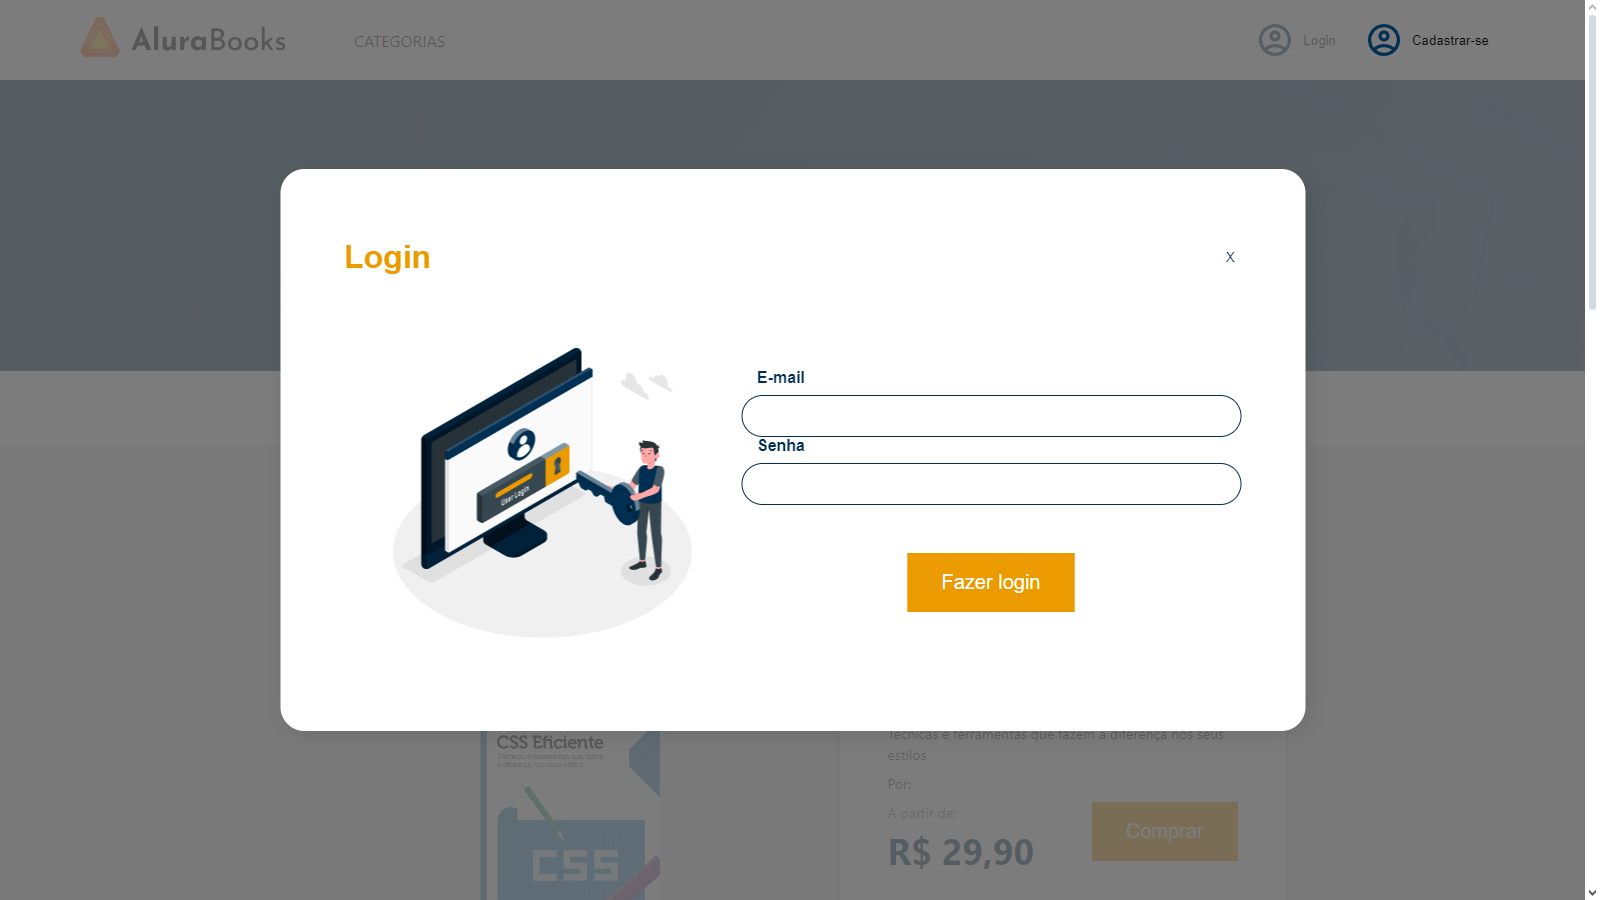 AluraBooks
CATEGORIAS
Login
Cadastrar-se
Login
X
E-mail
Senha
User Login
Fazer login
CSS Eficiente
Técnicas e ferramentas que fazem
a diferença nos seus estilos
CSS
Técnicas e ferramentas que fazem a diferença nos seus
estilos
Por:
A partir de:
R$ 29,90
Comprar